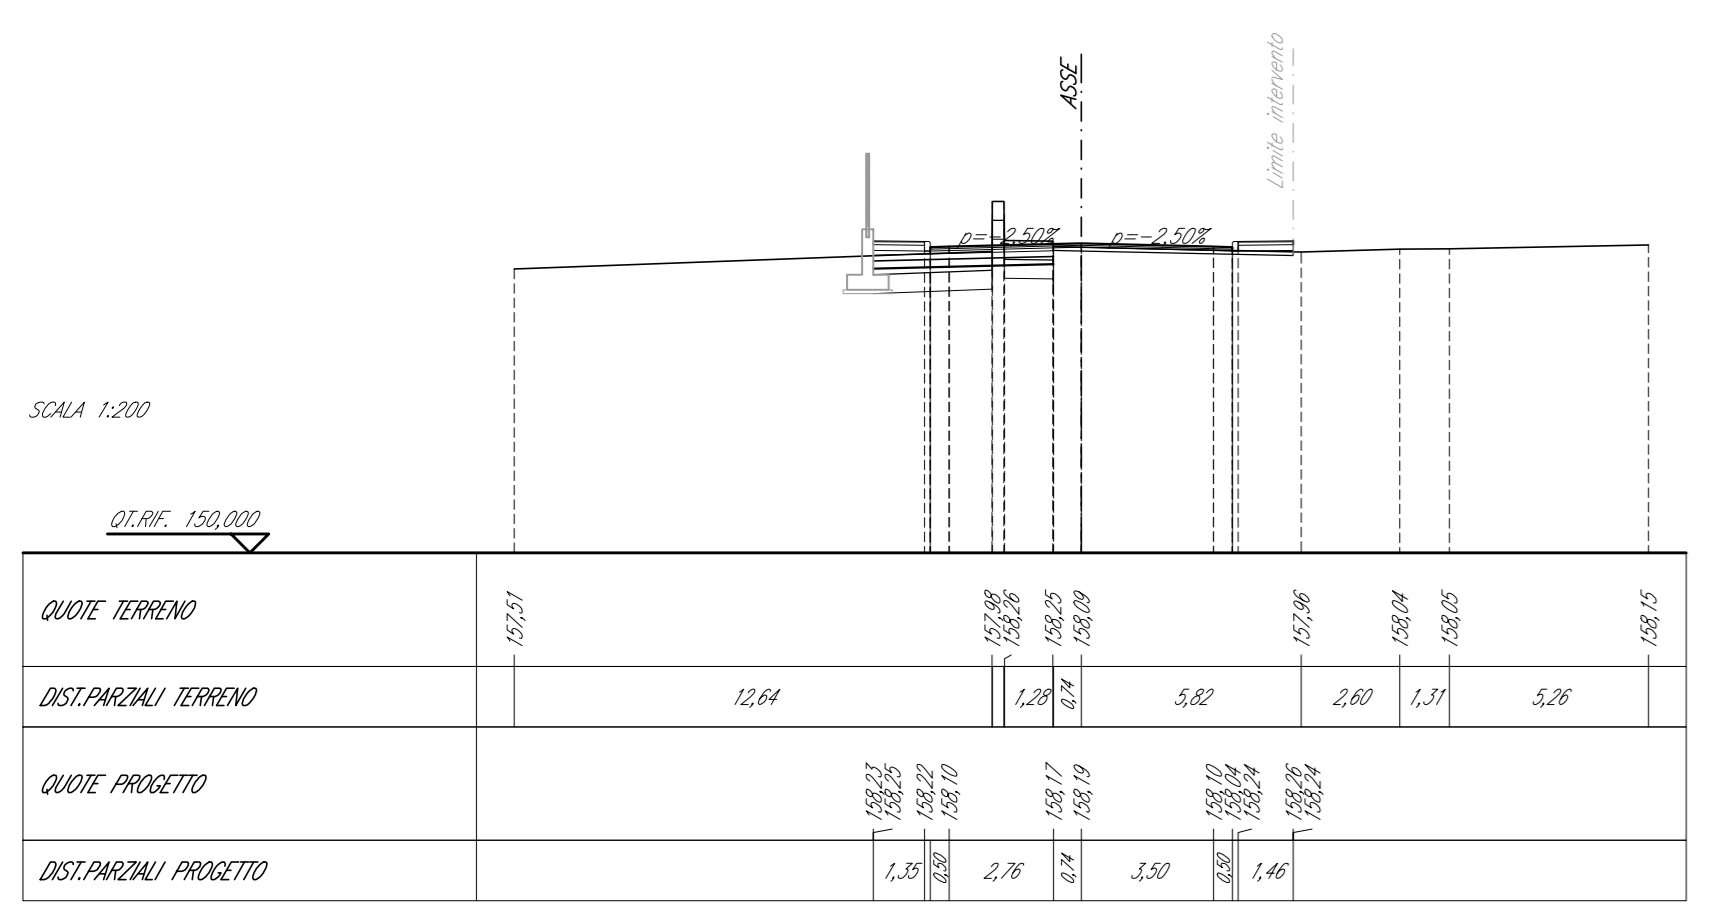 ASSE
Limite intervento
p=-2,50% p=-2,50%
SCALA 1:200
QT.RIF. 150,000
QUOTE TERRENO 157,51 157,98 158,26 158,25 158,09 157,96 158,04 158,05 158,15
DIST.PARZIALI TERRENO 12,64 1,28 0,74 5,82 2,60 1,31 5,26
QUOTE PROGETTO 158,23 158,25 158,22 158,10 158,17 158,19 158,10 158,04 158,24 158,26 158,24
DIST.PARZIALI PROGETTO 1,35 0,50 2,76 0,74 3,50 0,50 1,46